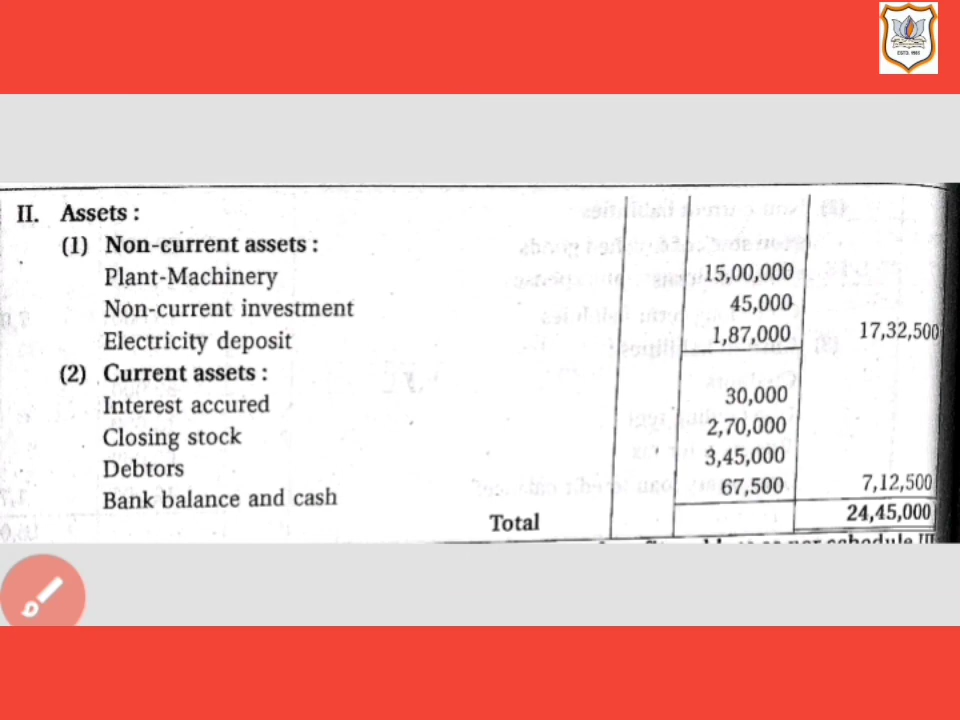 II. Assets :
(1) Non-current assets :
Plant-Machinery 15,00,000
Non-current investment 45,000
Electricity deposit 1,87,000 17,32,500
(2) Current assets :
Interest accured 30,000
Closing stock 2,70,000
Debtors 3,45,000
Bank balance and cash 67,500 7,12,500
Total 24,45,000
schedule III